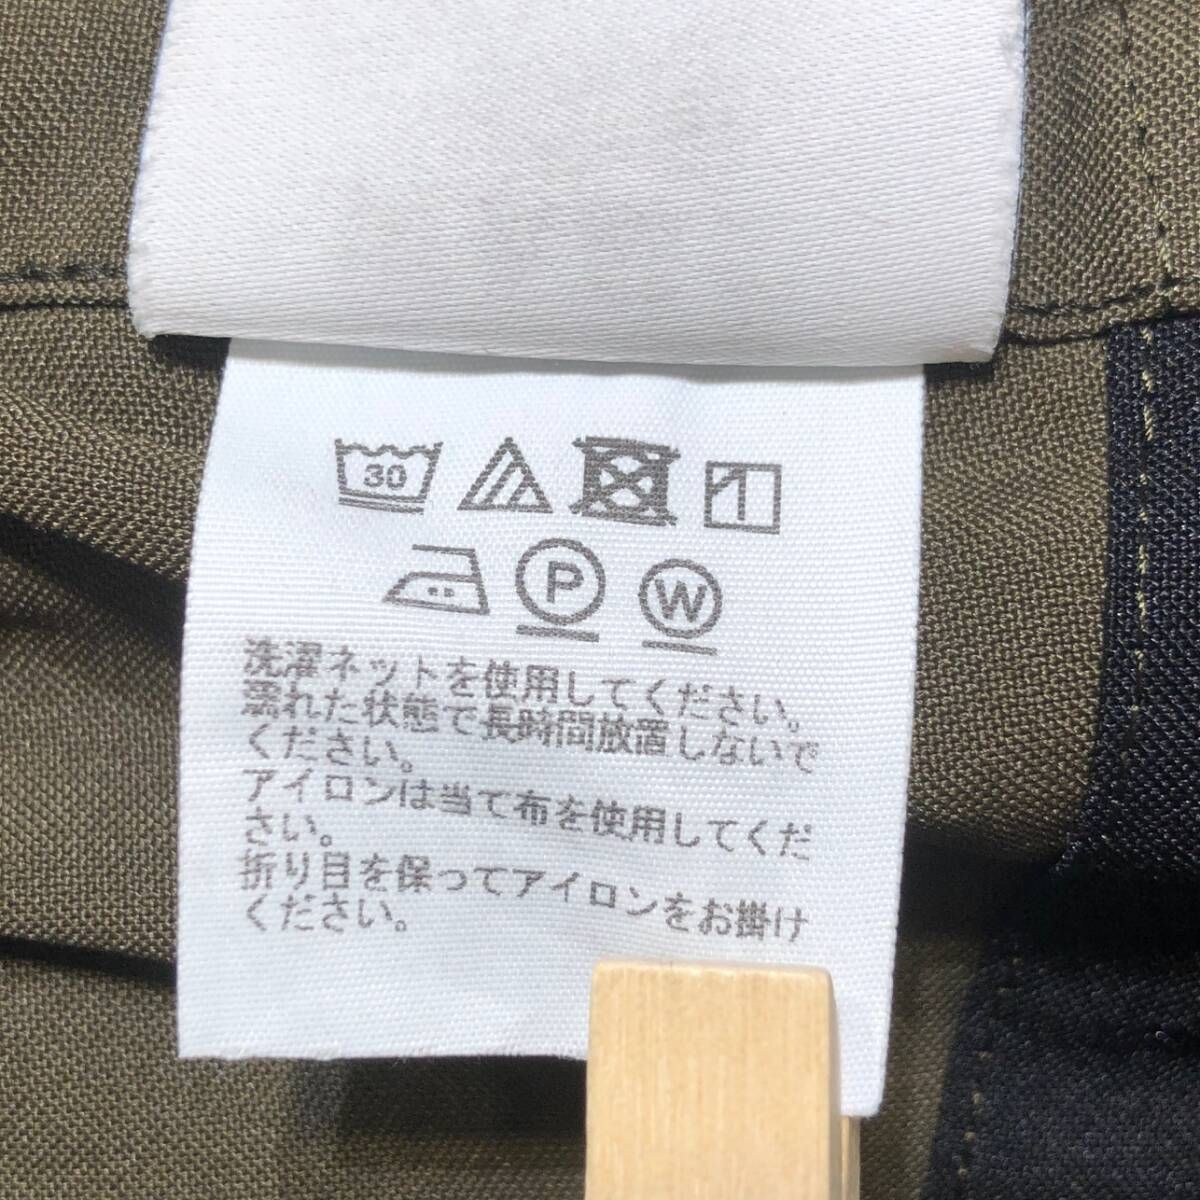 30
P W
洗濯ネットを使用してください。
濡れた状態で長時間放置しないで
ください。
アイロンは当て布を使用してくだ
さい。
折り目を保ってアイロンをお掛け
ください。